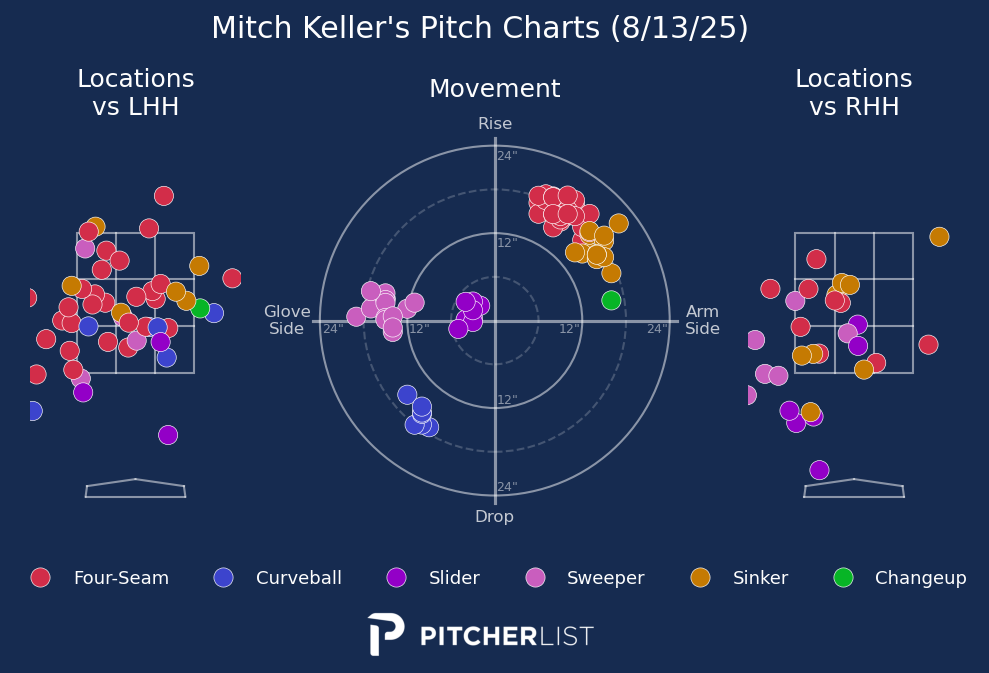 Mitch Keller's Pitch Charts (8/13/25)
Locations
vs LHH
Movement
Locations
vs RHH
Rise
24"
12"
Glove
Side
24"
12"
12"
24"
Arm
Side
12"
24"
Drop
Four-Seam
Curveball
Slider
Sweeper
Sinker
Changeup
PITCHERLIST